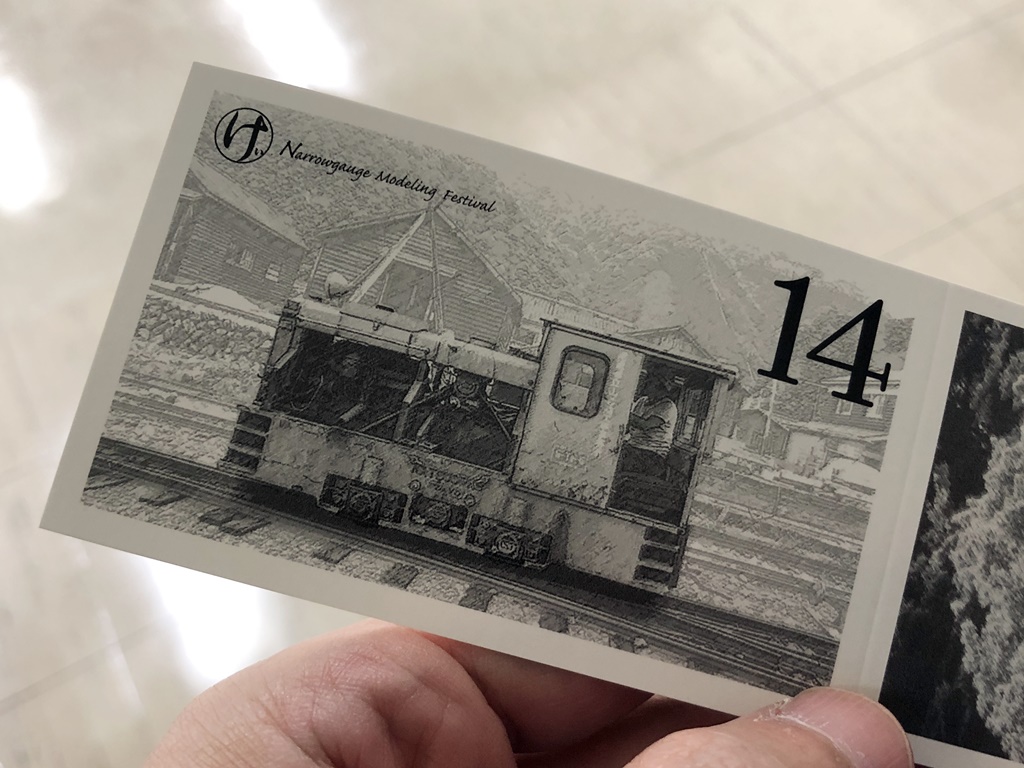 け
Narrowgauge Modeling Festival
14